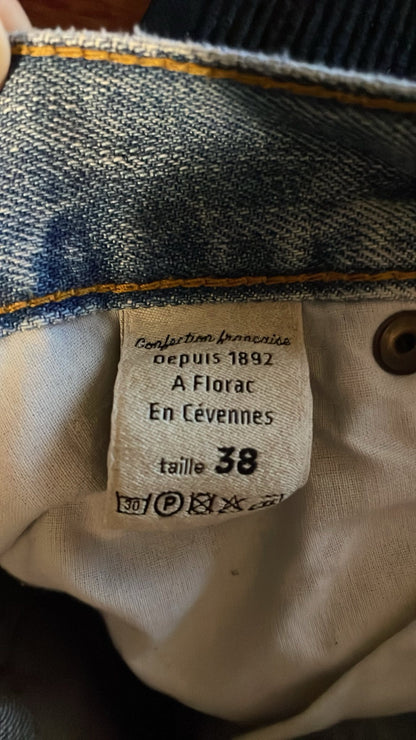 Confection française
Depuis 1892
A Florac
En Cévennes
taille 38
30 P